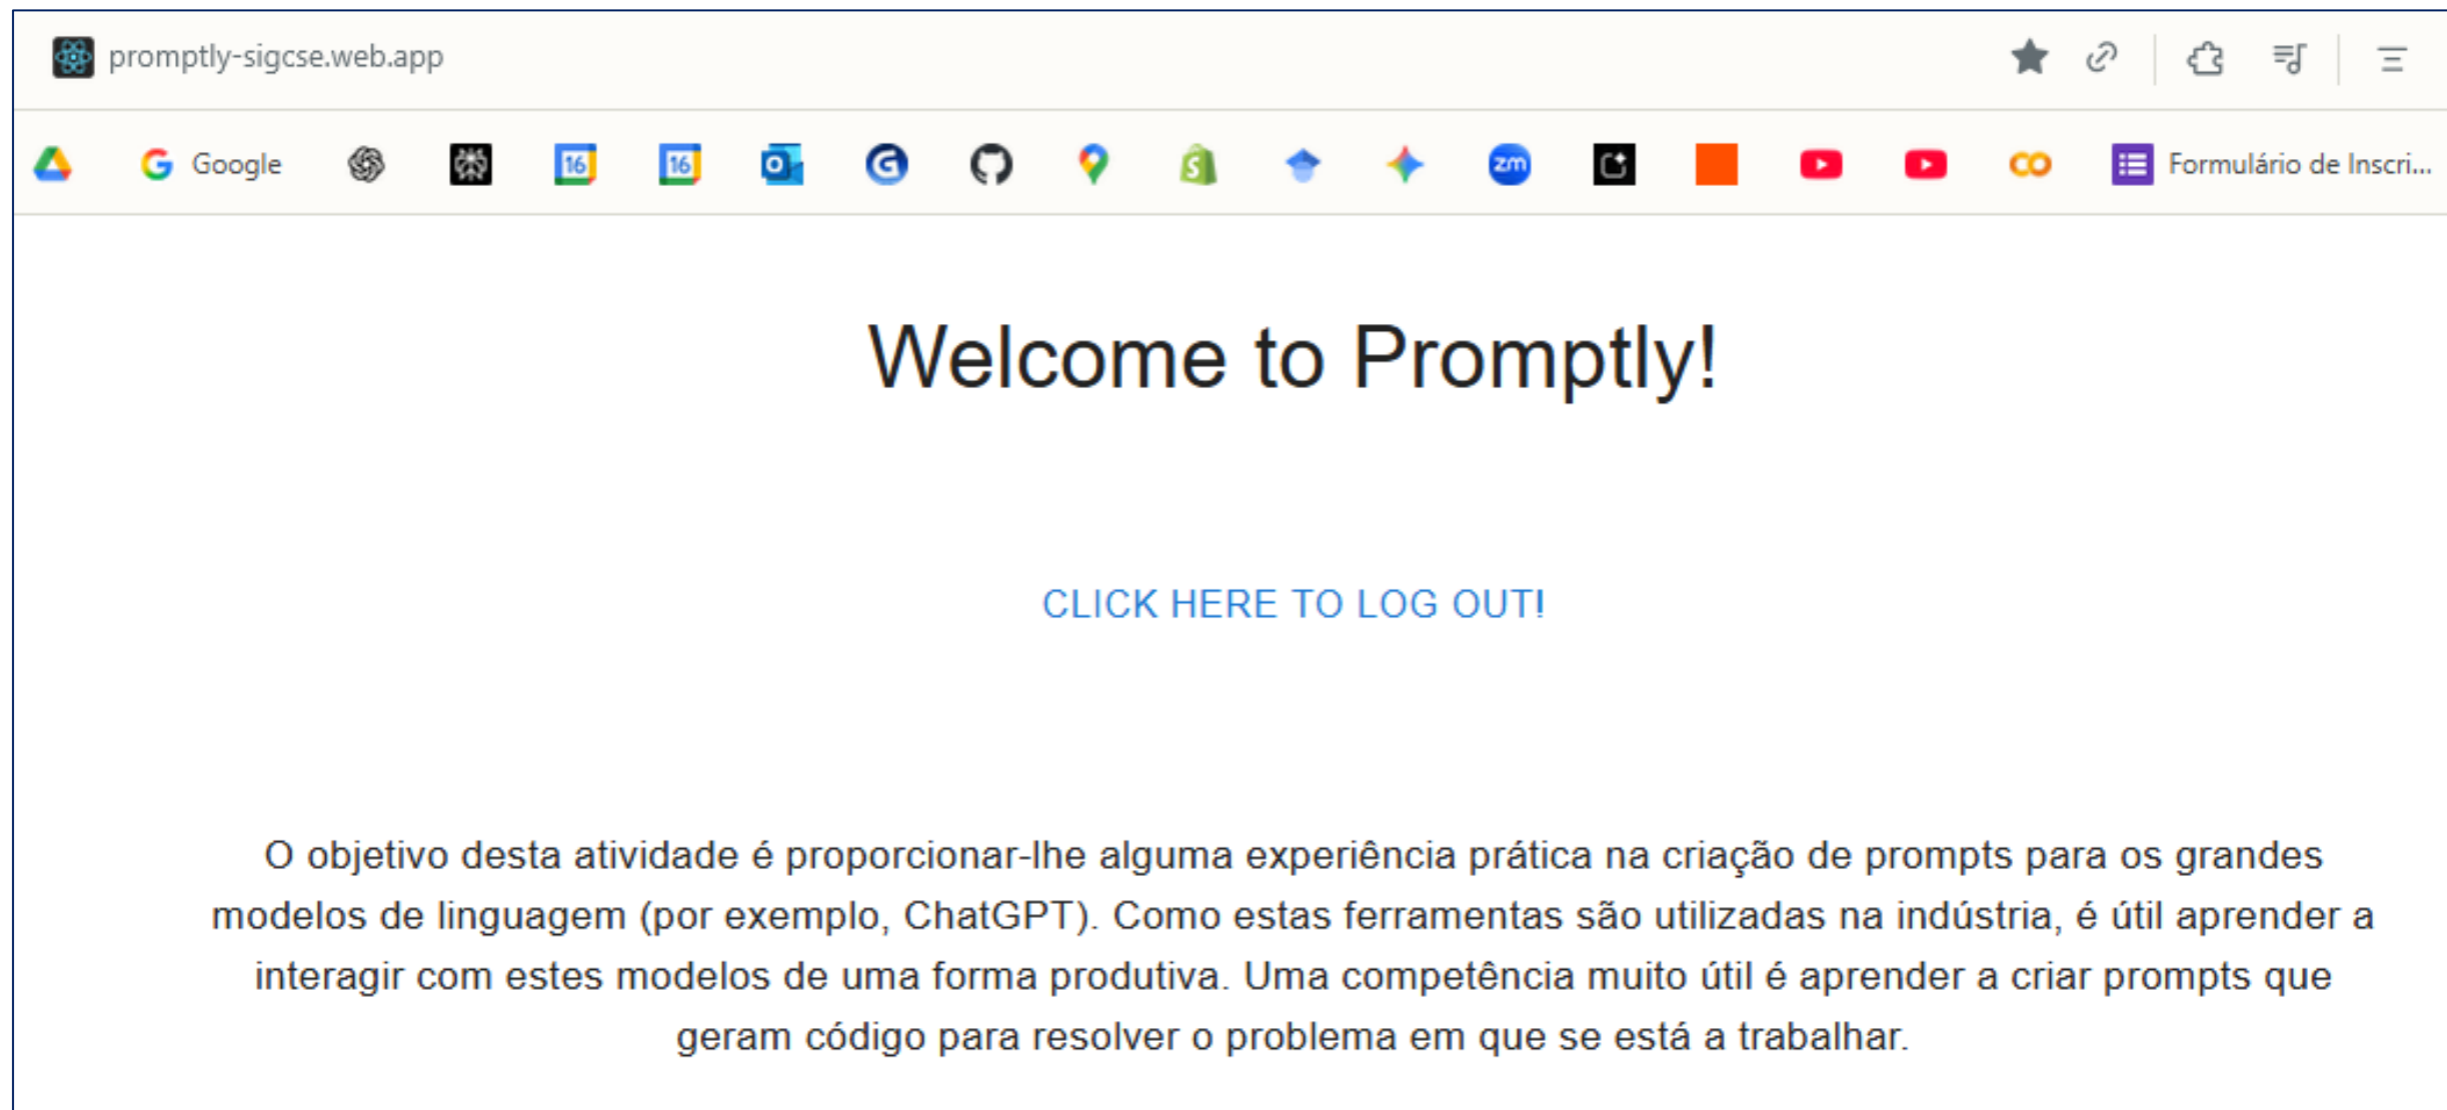 promptly-sigcse.web.app
Google 16 16 zm Formulário de Inscri...
Welcome to Promptly!
CLICK HERE TO LOG OUT!
O objetivo desta atividade é proporcionar-lhe alguma experiência prática na criação de prompts para os grandes
modelos de linguagem (por exemplo, ChatGPT). Como estas ferramentas são utilizadas na indústria, é útil aprender a
interagir com estes modelos de uma forma produtiva. Uma competência muito útil é aprender a criar prompts que
geram código para resolver o problema em que se está a trabalhar.